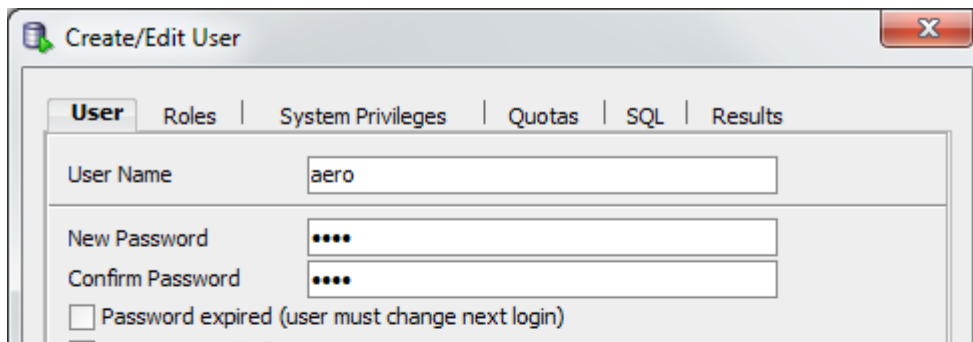 Create/Edit User
User Roles System Privileges Quotas SQL Results
User Name aero
New Password ••••
Confirm Password ••••
Password expired (user must change next login)